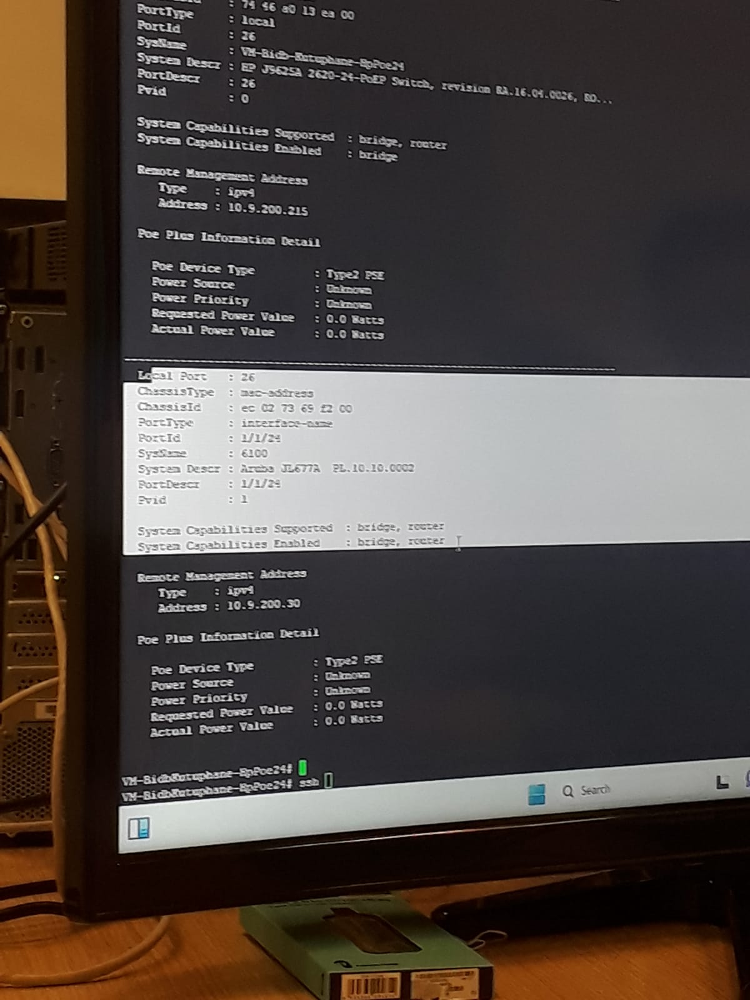 : 74 46 a0 13 ea 00
PortType : local
PortId : 26
SysName : VM-Bidb-Kutuphane-HpPoe24
System Descr : HP J9625A 2620-24-PoEP Switch, revision RA.16.04.0026, RO...
PortDescr : 26
Pvid : 0
System Capabilities Supported : bridge, router
System Capabilities Enabled : bridge
Remote Management Address
Type : ipv4
Address : 10.9.200.215
Poe Plus Information Detail
Poe Device Type : Type2 PSE
Power Source : Unknown
Power Priority : Unknown
Requested Power Value : 0.0 Watts
Actual Power Value : 0.0 Watts
------------------------------------------------------------------------------
Local Port : 26
ChassisType : mac-address
ChassisId : ec 02 73 69 f2 00
PortType : interface-name
PortId : 1/1/24
SysName : 6100
System Descr : Aruba JL677A PL.10.10.0002
PortDescr : 1/1/24
Pvid : 1
System Capabilities Supported : bridge, router
System Capabilities Enabled : bridge, router
Remote Management Address
Type : ipv4
Address : 10.9.200.30
Poe Plus Information Detail
Poe Device Type : Type2 PSE
Power Source : Unknown
Power Priority : Unknown
Requested Power Value : 0.0 Watts
Actual Power Value : 0.0 Watts
VM-BidbKutuphane-HpPoe24#
VM-BidbKutuphane-HpPoe24# ssh
Search